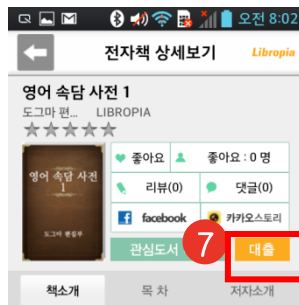 오전 8:02
전자책 상세보기 Libropia
영어 속담 사전 1
도그마 편... LIBROPIA
영어 속담 사전
1
도그마 편집부
좋아요 좋아요 : 0 명
리뷰(0) 댓글(0)
facebook 카카오스토리
관심도서 7 대출
책소개 목 차 저자소개